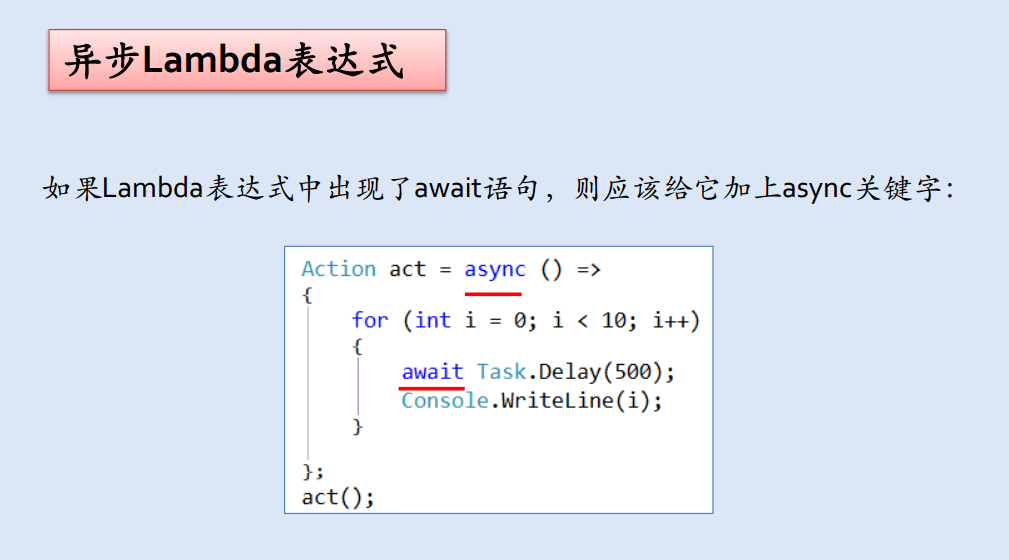 异步Lambda表达式
如果Lambda表达式中出现了await语句，则应该给它加上async关键字：
Action act = async () =>
{
    for (int i = 0; i < 10; i++)
    {
        await Task.Delay(500);
        Console.WriteLine(i);
    }
};
act();